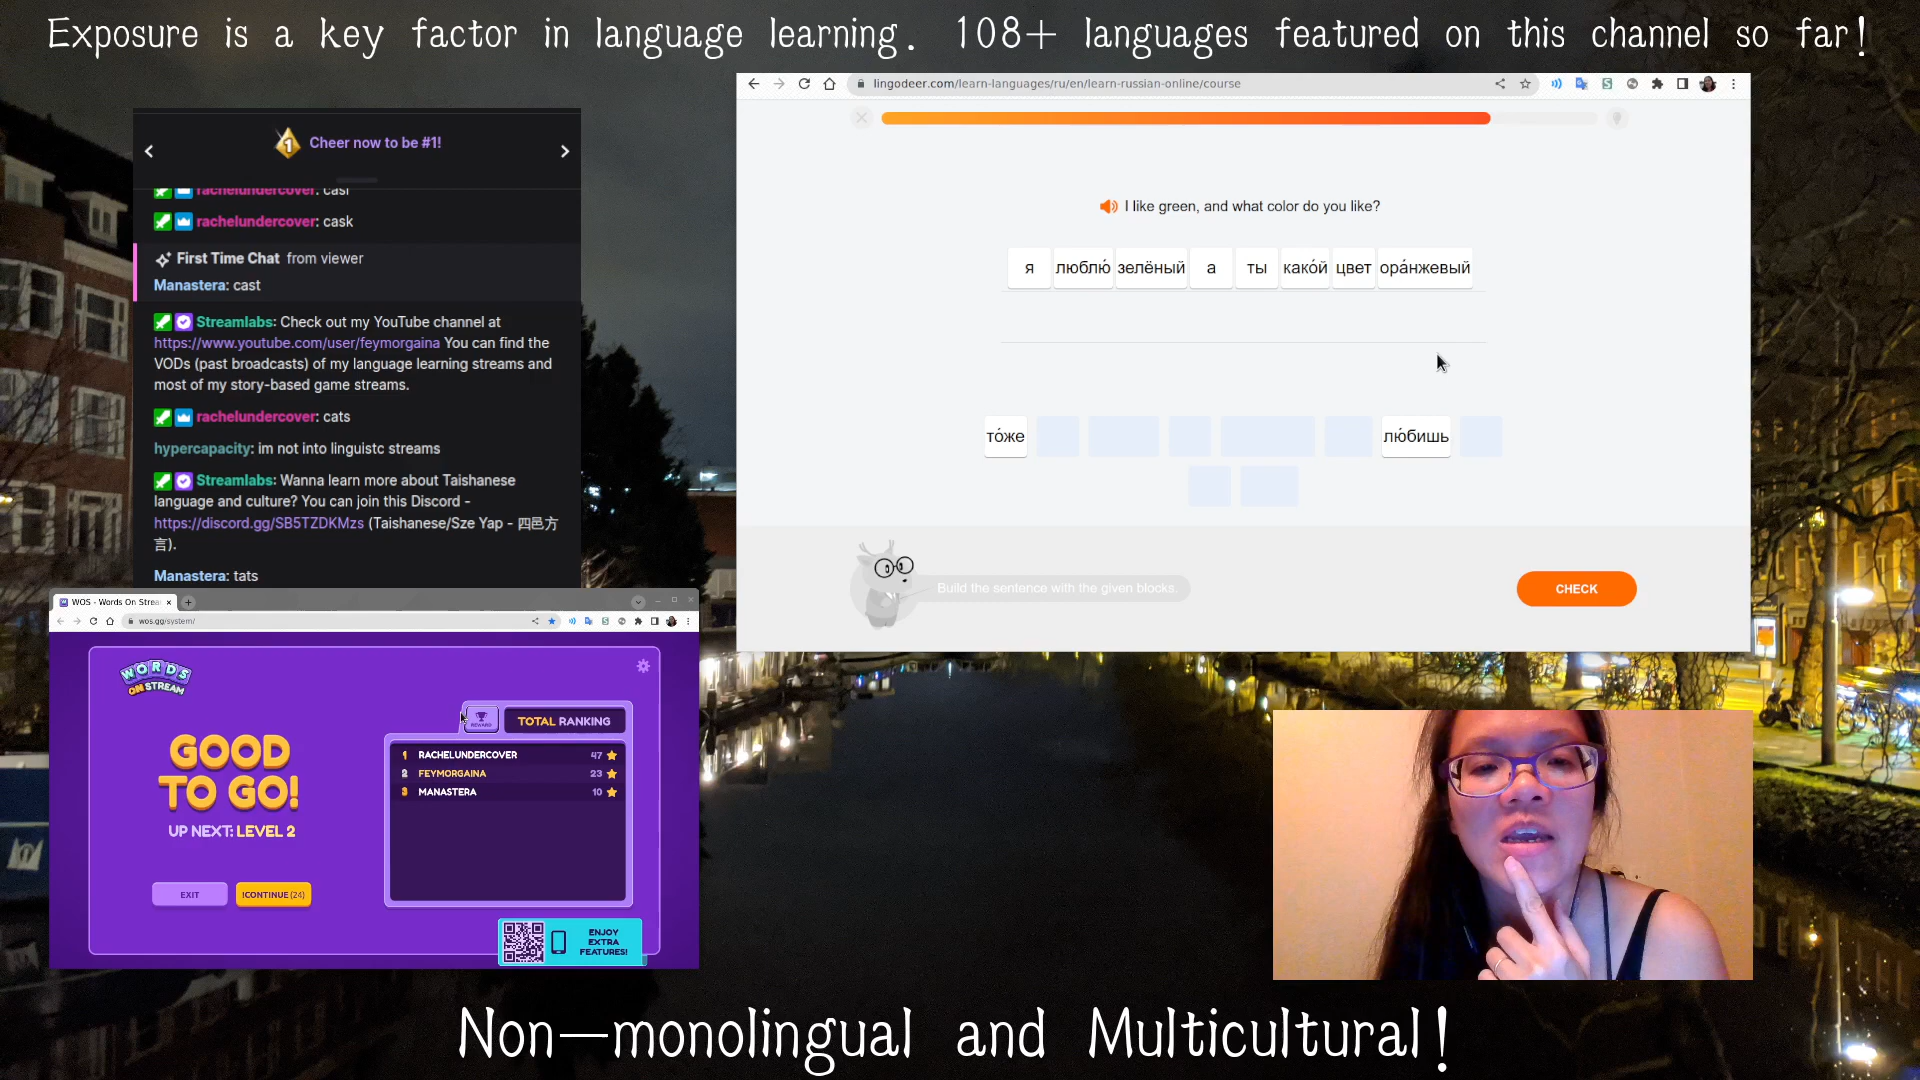 Exposure is a key factor in language learning. 108+ languages featured on this channel so far!
Cheer now to be #1!
rachelundercover: casi
rachelundercover: cask
First Time Chat from viewer
Manastera: cast
Streamlabs: Check out my YouTube channel at
https://www.youtube.com/user/feymorgaina You can find the
VODs (past broadcasts) of my language learning streams and
most of my story-based game streams.
rachelundercover: cats
hypercapacity: im not into linguistc streams
Streamlabs: Wanna learn more about Taishanese
language and culture? You can join this Discord -
https://discord.gg/SB5TZDKMzs (Taishanese/Sze Yap - 四邑方
言).
Manastera: tats
lingodeer.com/learn-languages/ru/en/learn-russian-online/course
I like green, and what color do you like?
я люблю́ зелёный а ты како́й цвет ора́нжевый
то́же лю́бишь
Build the sentence with the given blocks.
CHECK
WOS - Words On Strea
wos.gg/system/
WORDS
ON STREAM
GOOD
TO GO!
UP NEXT: LEVEL 2
EXIT
CONTINUE (24)
REWARD
TOTAL RANKING
1 RACHELUNDERCOVER 47
2 FEYMORGAINA 23
3 MANASTERA 10
ENJOY
EXTRA
FEATURES!
Non-monolingual and Multicultural!